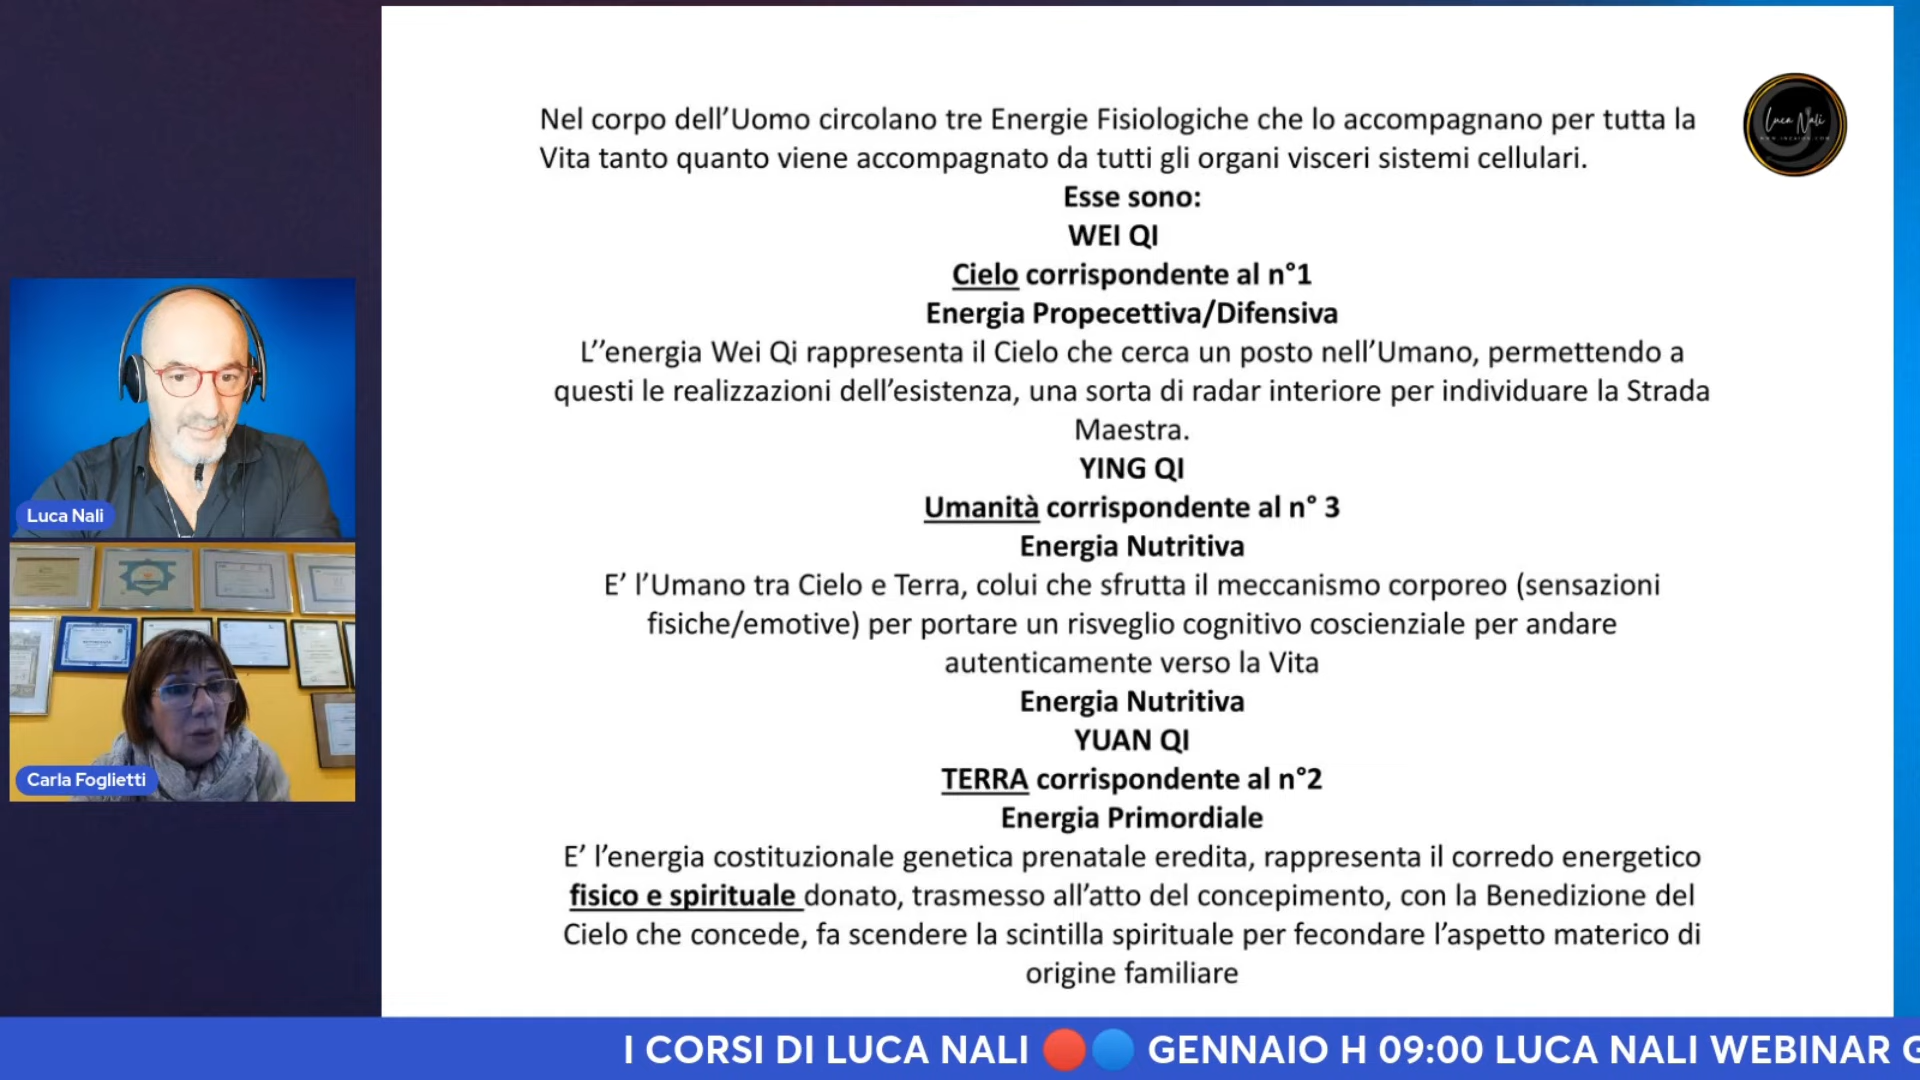 Nel corpo dell’Uomo circolano tre Energie Fisiologiche che lo accompagnano per tutta la
Vita tanto quanto viene accompagnato da tutti gli organi visceri sistemi cellulari.
Esse sono:
WEI QI
Cielo corrispondente al n°1
Energia Propecettiva/Difensiva
L’’energia Wei Qi rappresenta il Cielo che cerca un posto nell’Umano, permettendo a
questi le realizzazioni dell’esistenza, una sorta di radar interiore per individuare la Strada
Maestra.
YING QI
Umanità corrispondente al n° 3
Energia Nutritiva
E’ l’Umano tra Cielo e Terra, colui che sfrutta il meccanismo corporeo (sensazioni
fisiche/emotive) per portare un risveglio cognitivo coscienziale per andare
autenticamente verso la Vita
Energia Nutritiva
YUAN QI
TERRA corrispondente al n°2
Energia Primordiale
E’ l’energia costituzionale genetica prenatale eredita, rappresenta il corredo energetico
fisico e spirituale donato, trasmesso all’atto del concepimento, con la Benedizione del
Cielo che concede, fa scendere la scintilla spirituale per fecondare l’aspetto materico di
origine familiare
Luca Nali
Luca Nali
Carla Foglietti
I CORSI DI LUCA NALI 🔴🔵 GENNAIO H 09:00 LUCA NALI WEBINAR G